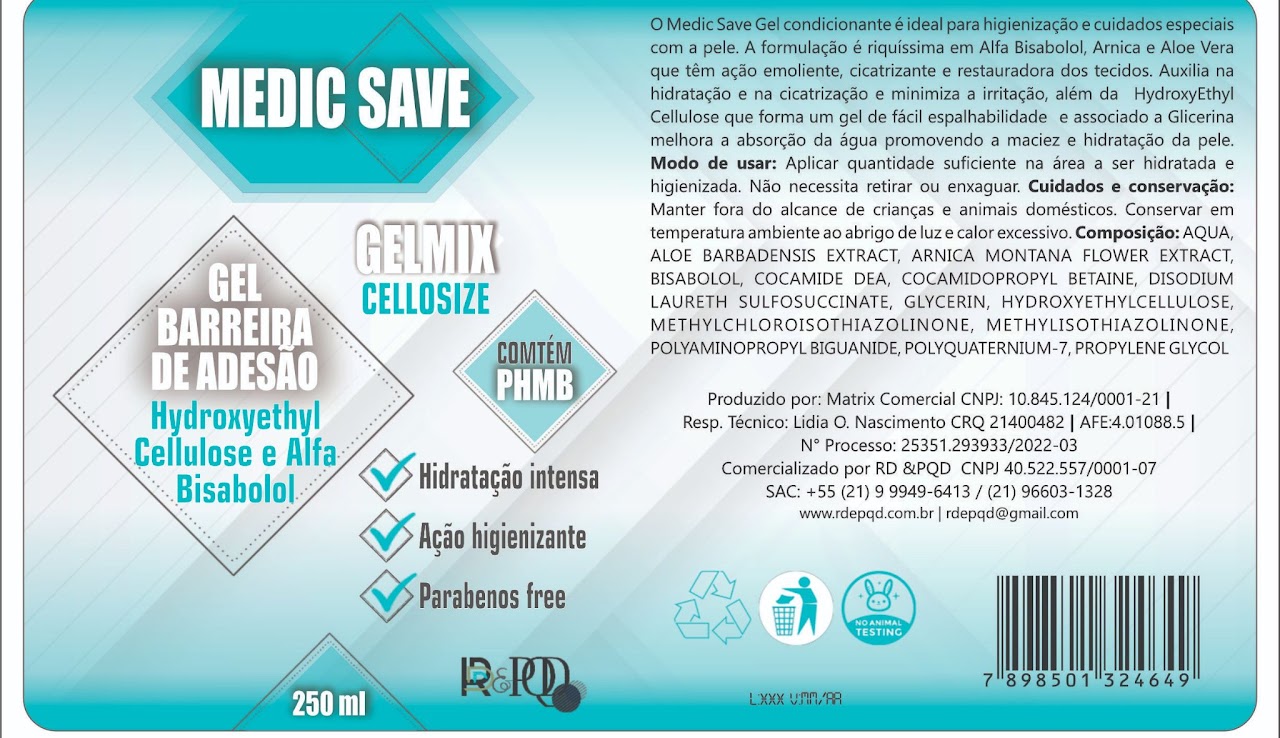 MEDIC SAVE
GEL
BARREIRA
DE ADESÃO
Hydroxyethyl
Cellulose e Alfa
Bisabolol
GELMIX
CELLOSIZE
COMTÉM
PHMB
Hidratação intensa
Ação higienizante
Parabenos free
250 ml
R&PQD
O Medic Save Gel condicionante é ideal para higienização e cuidados especiais
com a pele. A formulação é riquíssima em Alfa Bisabolol, Arnica e Aloe Vera
que têm ação emoliente, cicatrizante e restauradora dos tecidos. Auxilia na
hidratação e na cicatrização e minimiza a irritação, além da HydroxyEthyl
Cellulose que forma um gel de fácil espalhabilidade e associado a Glicerina
melhora a absorção da água promovendo a maciez e hidratação da pele.
Modo de usar: Aplicar quantidade suficiente na área a ser hidratada e
higienizada. Não necessita retirar ou enxaguar. Cuidados e conservação:
Manter fora do alcance de crianças e animais domésticos. Conservar em
temperatura ambiente ao abrigo de luz e calor excessivo. Composição: AQUA,
ALOE BARBADENSIS EXTRACT, ARNICA MONTANA FLOWER EXTRACT,
BISABOLOL, COCAMIDE DEA, COCAMIDOPROPYL BETAINE, DISODIUM
LAURETH SULFOSUCCINATE, GLYCERIN, HYDROXYETHYLCELLULOSE,
METHYLCHLOROISOTHIAZOLINONE, METHYLISOTHIAZOLINONE,
POLYAMINOPROPYL BIGUANIDE, POLYQUATERNIUM-7, PROPYLENE GLYCOL
Produzido por: Matrix Comercial CNPJ: 10.845.124/0001-21 |
Resp. Técnico: Lidia O. Nascimento CRQ 21400482 | AFE:4.01088.5 |
N° Processo: 25351.293933/2022-03
Comercializado por RD &PQD CNPJ 40.522.557/0001-07
SAC: +55 (21) 9 9949-6413 / (21) 96603-1328
www.rdepqd.com.br | rdepqd@gmail.com
NO ANIMAL
TESTING
L:XXX V:MM/AA
7 898501 324649